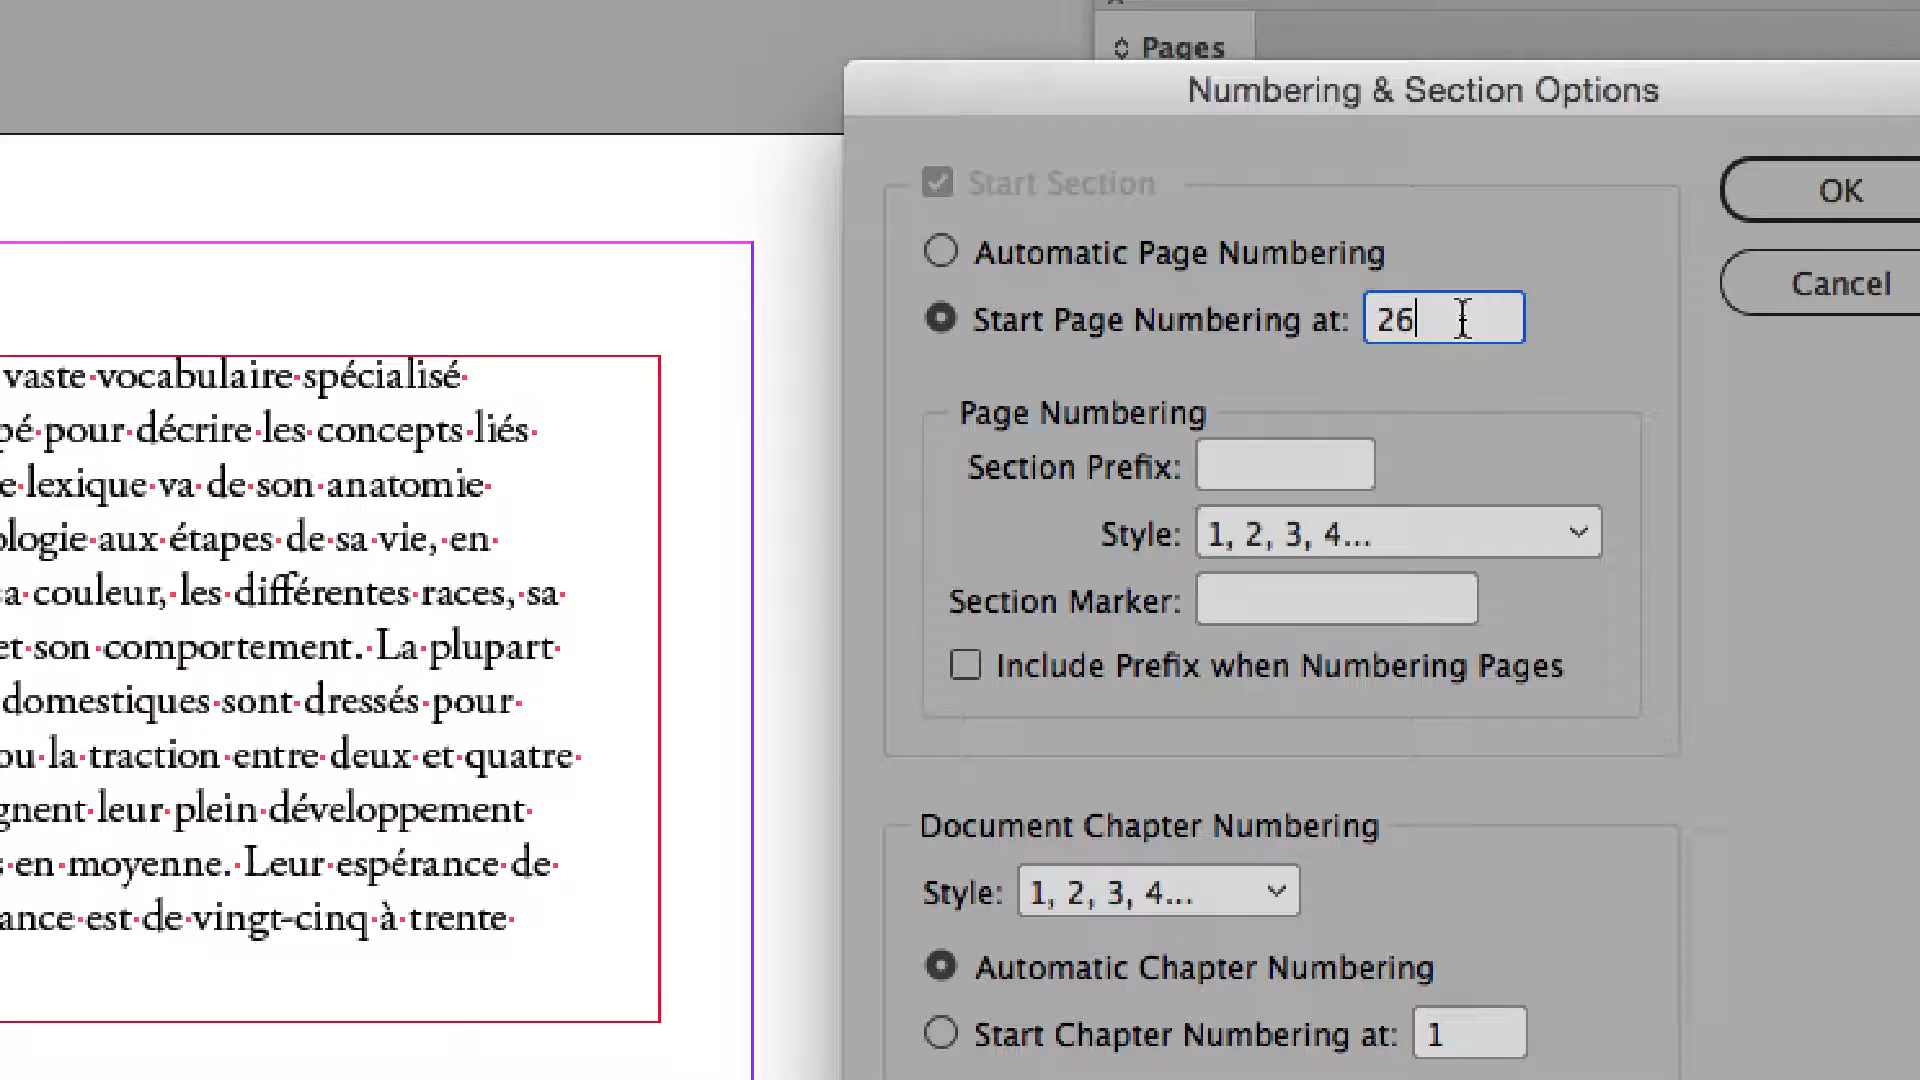 Pages
Numbering & Section Options
Start Section
OK
Automatic Page Numbering
Cancel
Start Page Numbering at: 26
Page Numbering
Section Prefix:
Style: 1, 2, 3, 4...
Section Marker:
Include Prefix when Numbering Pages
Document Chapter Numbering
Style: 1, 2, 3, 4...
Automatic Chapter Numbering
Start Chapter Numbering at: 1
vaste vocabulaire spécialisé
pour décrire les concepts liés
lexique va de son anatomie
aux étapes de sa vie, en
couleur, les différentes races, sa
et son comportement. La plupart
domestiques sont dressés pour
ou la traction entre deux et quatre
leur plein développement
en moyenne. Leur espérance de
est de vingt-cinq à trente